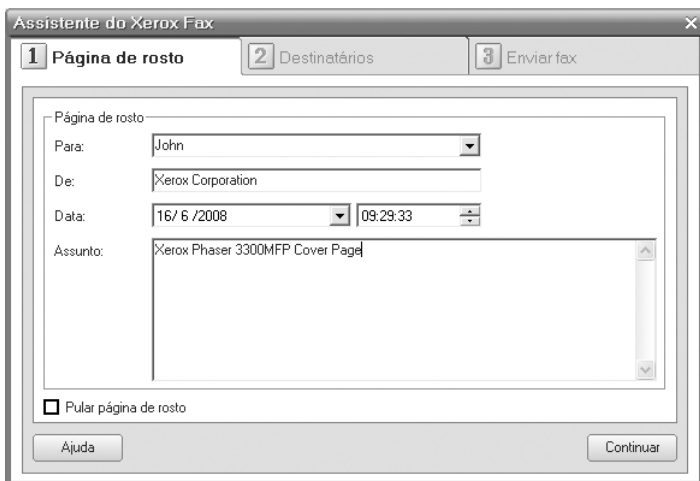 Assistente do Xerox Fax
1 Página de rosto 2 Destinatários 3 Enviar fax
Página de rosto
Para: John
De: Xerox Corporation
Data: 16/ 6 /2008 09:29:33
Assunto: Xerox Phaser 3300MFP Cover Page
Pular página de rosto
Ajuda Continuar